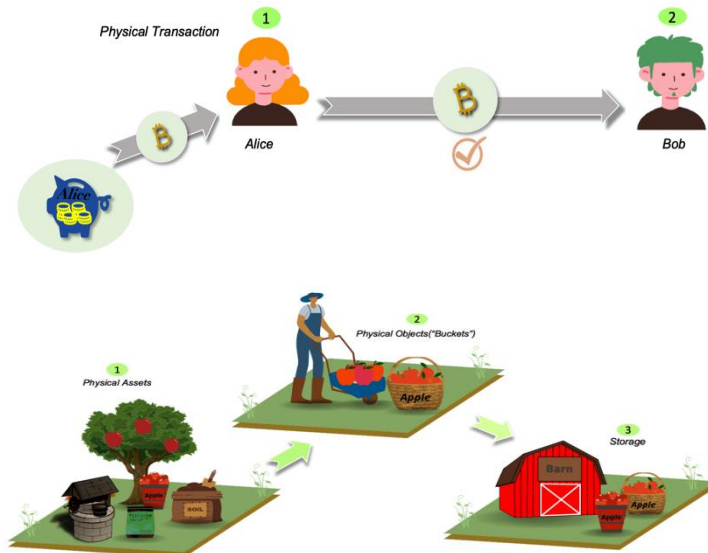 1
2
Physical Transaction
Alice
Bob
Alice
2
Physical Objects("Buckets")
1
Physical Assets
Apple
3
Storage
Barn
Apple
SOIL
Apple
Apple